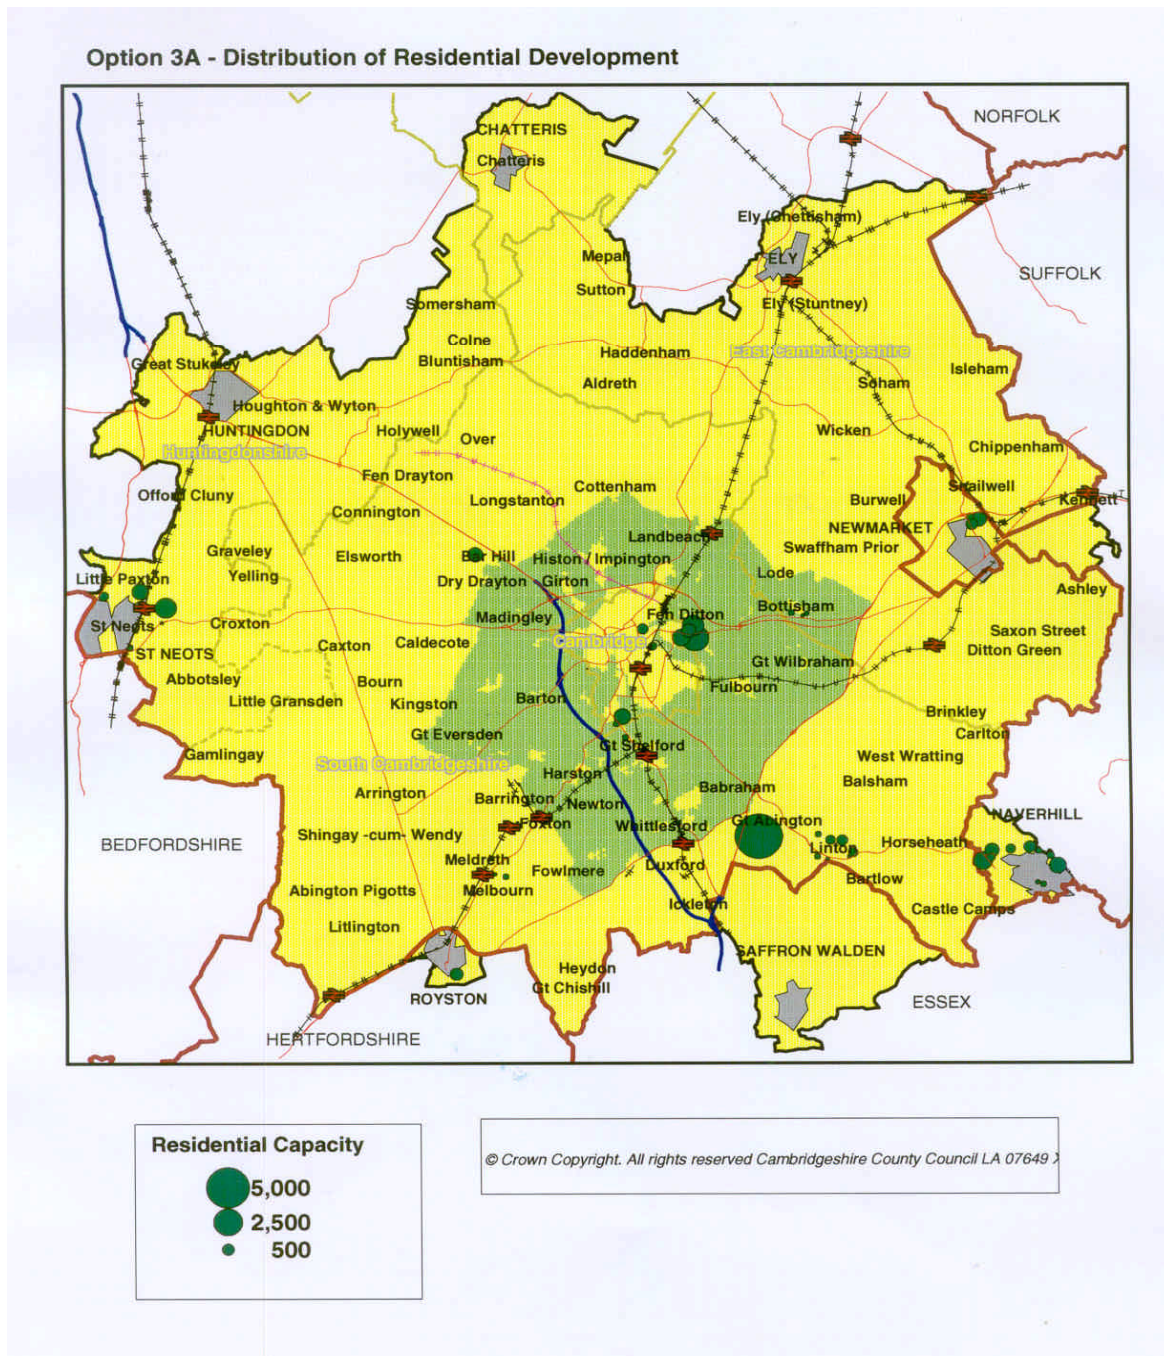 Option 3A - Distribution of Residential Development
NORFOLK
CHATTERIS
Chatteris
Ely (Chettisham)
Mepal
ELY
SUFFOLK
Sutton
Somersham
Ely (Stuntney)
Colne
Haddenham
East Cambridgeshire
Great Stukeley
Bluntisham
Isleham
Aldreth
Soham
Houghton & Wyton
HUNTINGDON
Holywell
Over
Wicken
Huntingdonshire
Chippenham
Fen Drayton
Cottenham
Snailwell
Offord Cluny
Longstanton
Burwell
Kennett
Connington
Landbeach
NEWMARKET
Graveley
Elsworth
Bar Hill
Histon / Impington
Swaffham Prior
Little Paxton
Yelling
Dry Drayton
Girton
Lode
Ashley
Madingley
Fen Ditton
Bottisham
St Neots
Croxton
Caxton
Caldecote
Cambridge
Saxon Street
ST NEOTS
Ditton Green
Gt Wilbraham
Abbotsley
Bourn
Fulbourn
Little Gransden
Kingston
Barton
Brinkley
Gt Eversden
Gt Shelford
Carlton
Gamlingay
South Cambridgeshire
West Wratting
Harston
Balsham
Arrington
Barrington
Newton
Babraham
NAVERHILL
Foxton
Whittlesford
Gt Abington
BEDFORDSHIRE
Shingay -cum- Wendy
Linton
Horseheath
Meldreth
Duxford
Abington Pigotts
Melbourn
Fowlmere
Bartlow
Ickleton
Castle Camps
Litlington
SAFFRON WALDEN
Heydon
Gt Chishill
ROYSTON
ESSEX
HERTFORDSHIRE
Residential Capacity
5,000
2,500
500
© Crown Copyright. All rights reserved Cambridgeshire County Council LA 07649